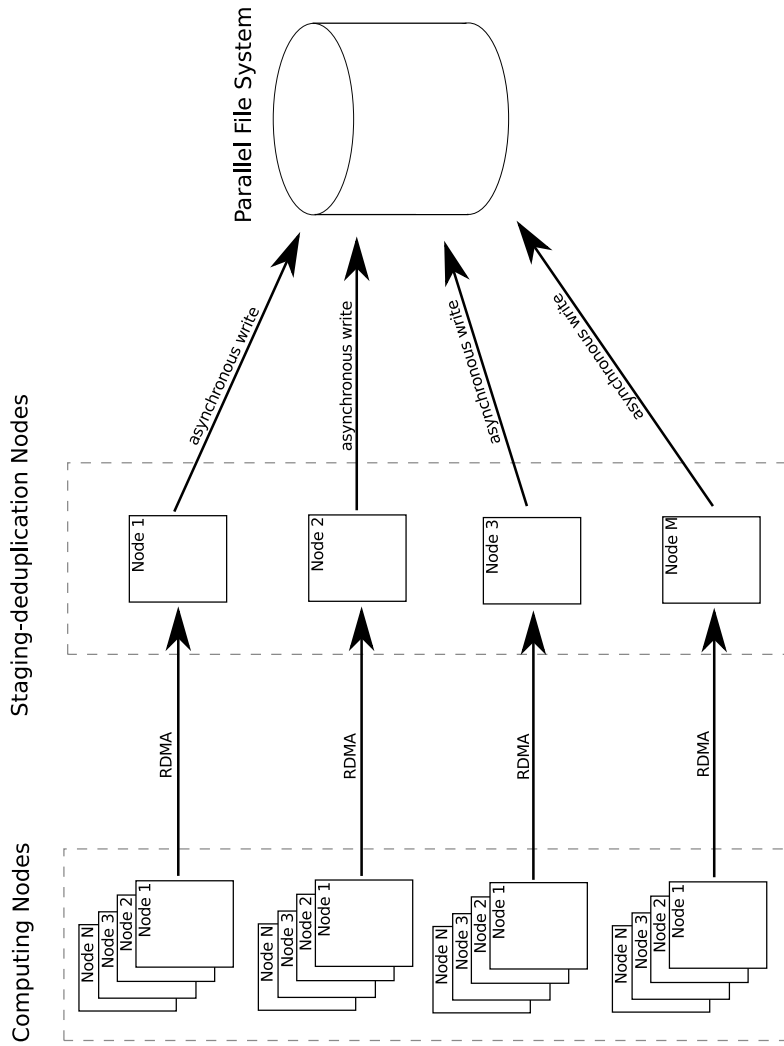 Computing Nodes
Staging-deduplication Nodes
Parallel File System
Node N
Node 3
Node 2
Node 1
RDMA
Node 1
asynchronous write
Node N
Node 3
Node 2
Node 1
RDMA
Node 2
asynchronous write
Node N
Node 3
Node 2
Node 1
RDMA
Node 3
asynchronous write
Node N
Node 3
Node 2
Node 1
RDMA
Node M
asynchronous write